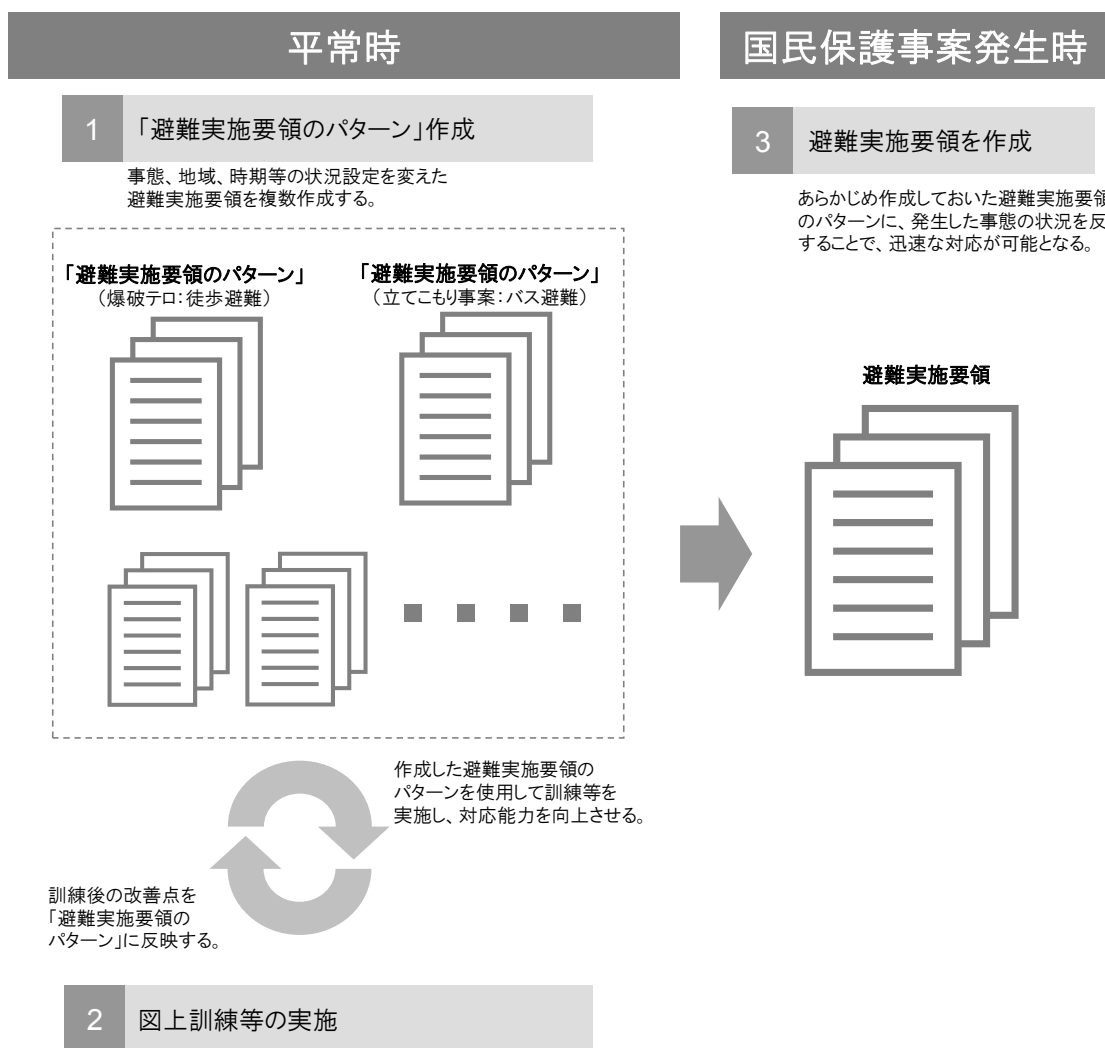 平常時
1 「避難実施要領のパターン」作成
事態、地域、時期等の状況設定を変えた
避難実施要領を複数作成する。
「避難実施要領のパターン」
（爆破テロ：徒歩避難）
「避難実施要領のパターン」
（立てこもり事案：バス避難）
作成した避難実施要領の
パターンを使用して訓練等を
実施し、対応能力を向上させる。
訓練後の改善点を
「避難実施要領の
パターン」に反映する。
2 図上訓練等の実施
国民保護事案発生時
3 避難実施要領を作成
あらかじめ作成しておいた避難実施要領
のパターンに、発生した事態の状況を反
することで、迅速な対応が可能となる。
避難実施要領